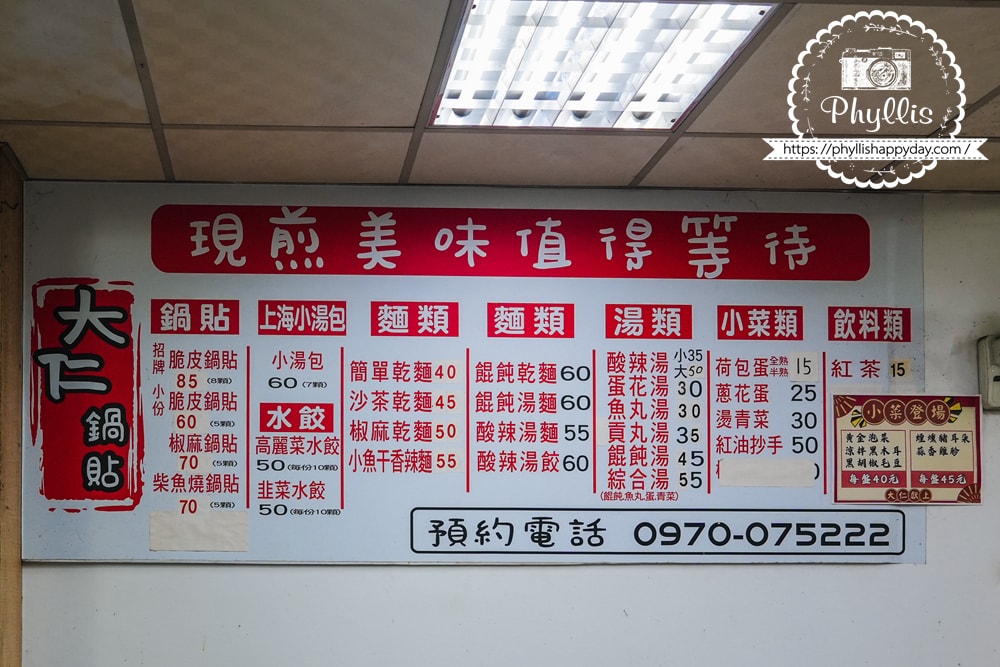 Phyllis
https://phyllishappyday.com/
現煎美味值得等待
大仁
鍋貼
鍋貼
招牌 脆皮鍋貼
85 (8顆)
小份 脆皮鍋貼
60 (5顆)
椒麻鍋貼
70 (5顆)
柴魚燒鍋貼
70 (5顆)
上海小湯包
小湯包
60 (7顆)
水餃
高麗菜水餃
50 (每份10顆)
韭菜水餃
50 (每份10顆)
麵類
簡單乾麵 40
沙茶乾麵 45
椒麻乾麵 50
小魚干香辣麵 55
麵類
餛飩乾麵 60
餛飩湯麵 60
酸辣湯麵 55
酸辣湯餃 60
湯類
酸辣湯 小35 大50
蛋花湯 30
魚丸湯 30
貢丸湯 35
餛飩湯 45
綜合湯 55
(餛飩,魚丸蛋,青菜)
小菜類
荷包蛋 全熟 半熟 15
蔥花蛋 25
燙青菜 30
紅油抄手 50
飲料類
紅茶 15
小菜登場
黃金泡菜
涼拌黑木耳
黑胡椒毛豆
每盤40元
煙燻豬耳朵
蒜香雞胗
每盤45元
大仁獻上
預約電話 0970-075222